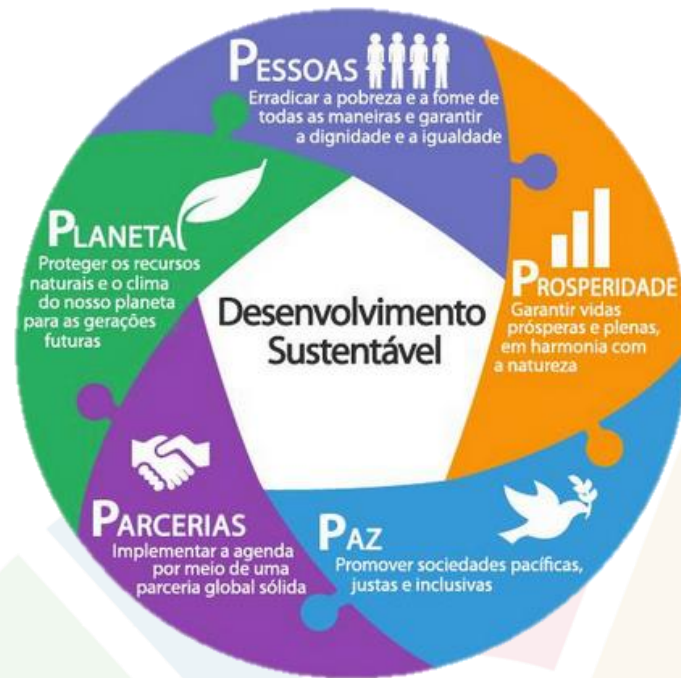 PESSOAS
Erradicar a pobreza e a fome de
todas as maneiras e garantir
a dignidade e a igualdade
PLANETA
Proteger os recursos
naturais e o clima
do nosso planeta
para as gerações
futuras
PROSPERIDADE
Garantir vidas
prósperas e plenas,
em harmonia com
a natureza
Desenvolvimento
Sustentável
PARCERIAS
Implementar a agenda
por meio de uma
parceria global sólida
PAZ
Promover sociedades pacíficas,
justas e inclusivas